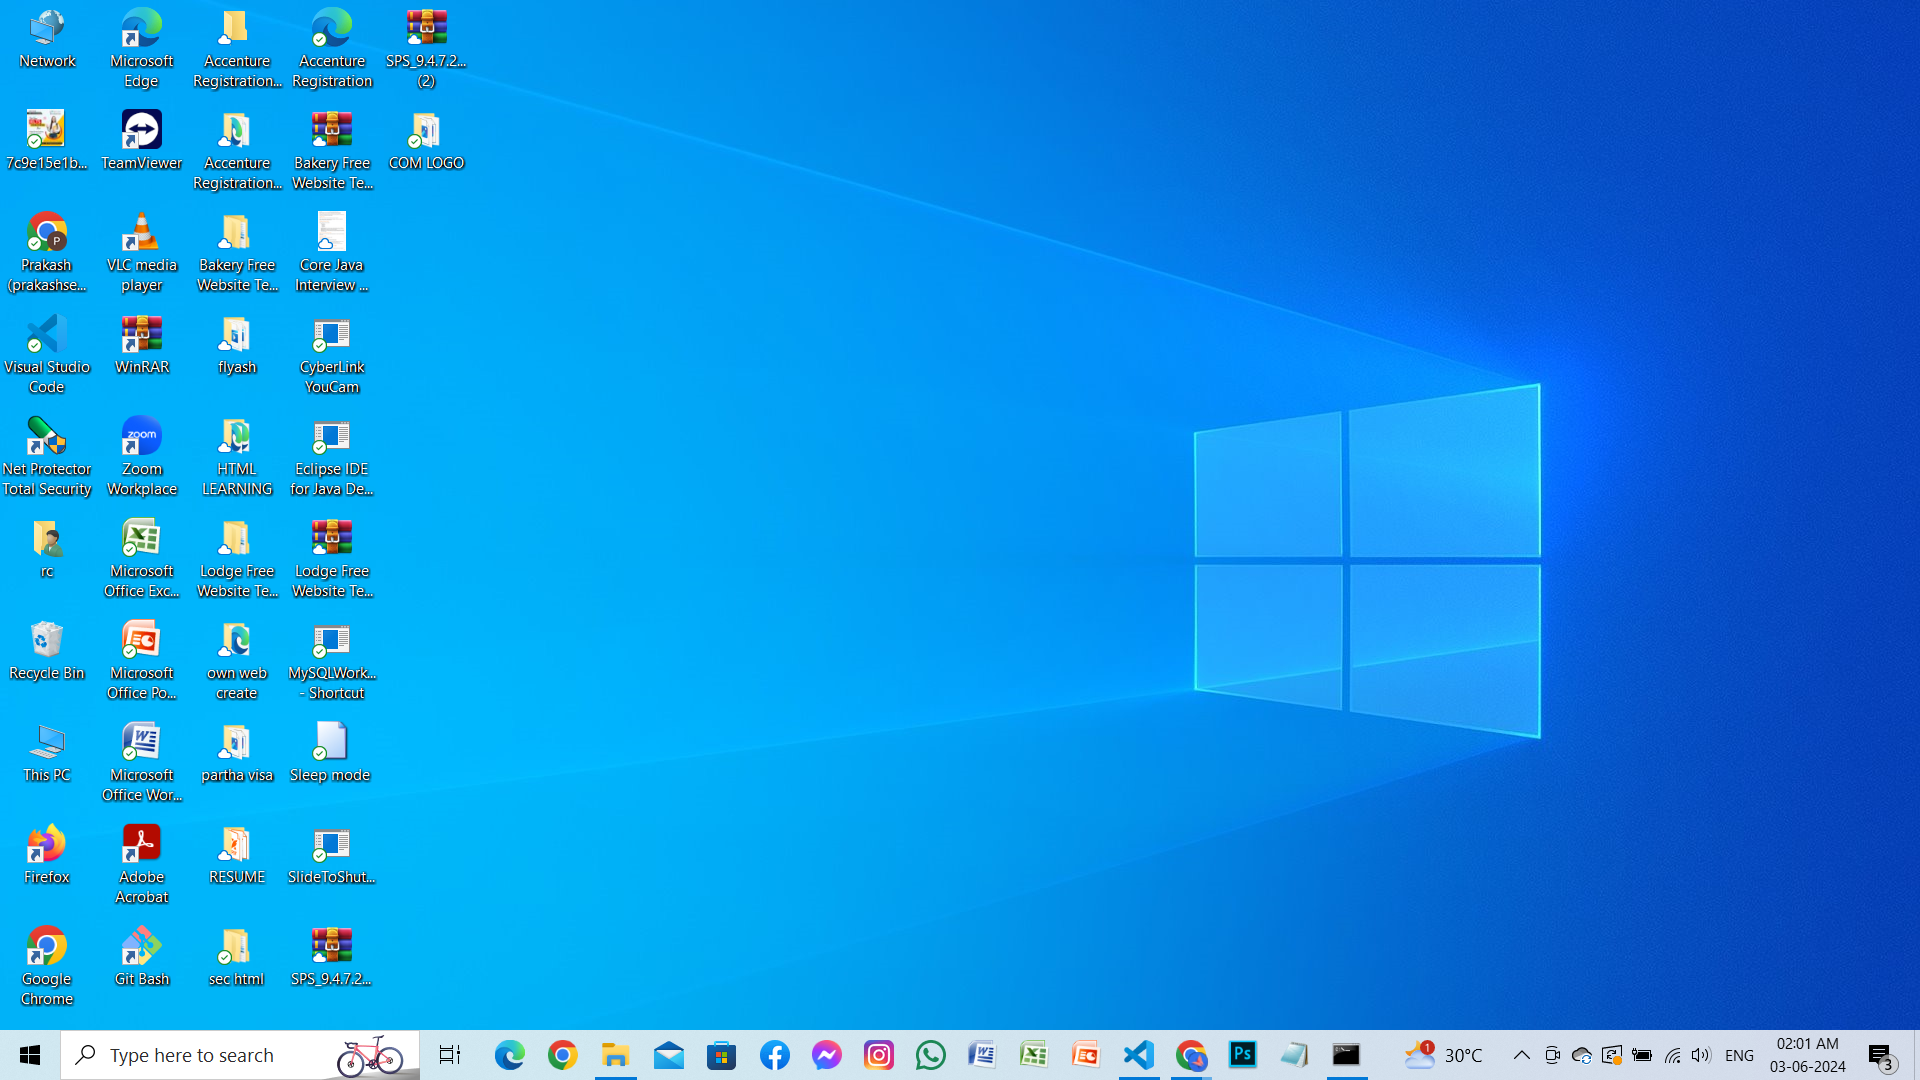 Network
Microsoft
Edge
Accenture
Registration...
Accenture
Registration
SPS_9.4.7.2...
(2)
7c9e15e1b...
TeamViewer
Accenture
Registration...
Bakery Free
Website Te...
COM LOGO
Prakash
(prakashse...
VLC media
player
Bakery Free
Website Te...
Core Java
Interview ...
Visual Studio
Code
WinRAR
flyash
CyberLink
YouCam
Net Protector
Total Security
zoom
Zoom
Workplace
HTML
LEARNING
Eclipse IDE
for Java De...
rc
Microsoft
Office Exc...
Lodge Free
Website Te...
Lodge Free
Website Te...
Recycle Bin
Microsoft
Office Po...
own web
create
MySQLWork...
- Shortcut
This PC
Microsoft
Office Wor...
partha visa
Sleep mode
Firefox
Adobe
Acrobat
RESUME
SlideToShut...
Google
Chrome
Git Bash
sec html
SPS_9.4.7.2...
Type here to search
Ps
1
30°C
ENG
02:01 AM
03-06-2024
3